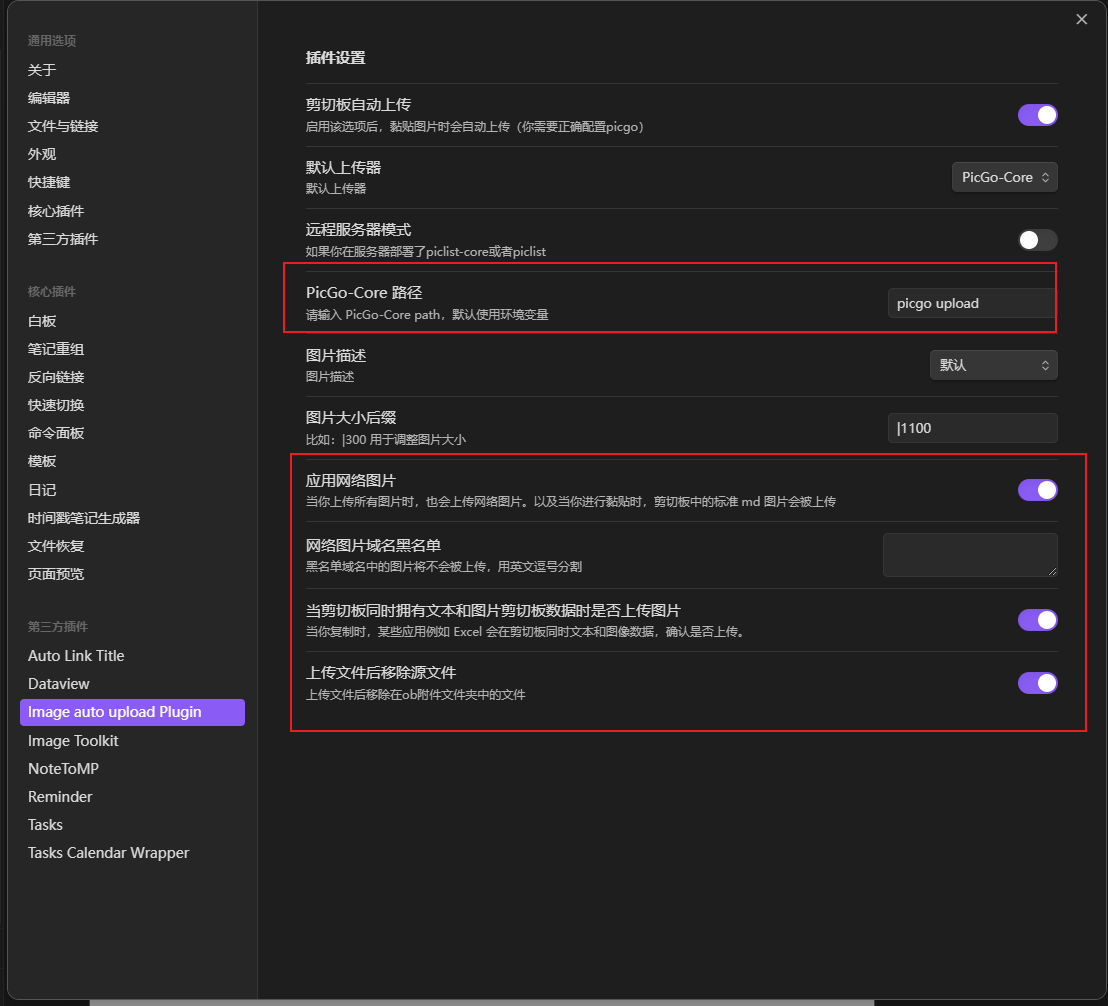 通用选项
关于
编辑器
文件与链接
外观
快捷键
核心插件
第三方插件
核心插件
白板
笔记重组
反向链接
快速切换
命令面板
模板
日记
时间戳笔记生成器
文件恢复
页面预览
第三方插件
Auto Link Title
Dataview
Image auto upload Plugin
Image Toolkit
NoteToMP
Reminder
Tasks
Tasks Calendar Wrapper
插件设置
剪切板自动上传
启用该选项后，黏贴图片时会自动上传（你需要正确配置picgo）
默认上传器
默认上传器
PicGo-Core
远程服务器模式
如果你在服务器部署了piclist-core或者piclist
PicGo-Core 路径
请输入 PicGo-Core path，默认使用环境变量
picgo upload
图片描述
图片描述
默认
图片大小后缀
比如：|300 用于调整图片大小
|1100
应用网络图片
当你上传所有图片时，也会上传网络图片。以及当你进行黏贴时，剪切板中的标准 md 图片会被上传
网络图片域名黑名单
黑名单域名中的图片将不会被上传，用英文逗号分割
当剪切板同时拥有文本和图片剪切板数据时是否上传图片
当你复制时，某些应用例如 Excel 会在剪切板同时文本和图像数据，确认是否上传。
上传文件后移除源文件
上传文件后移除在ob附件文件夹中的文件